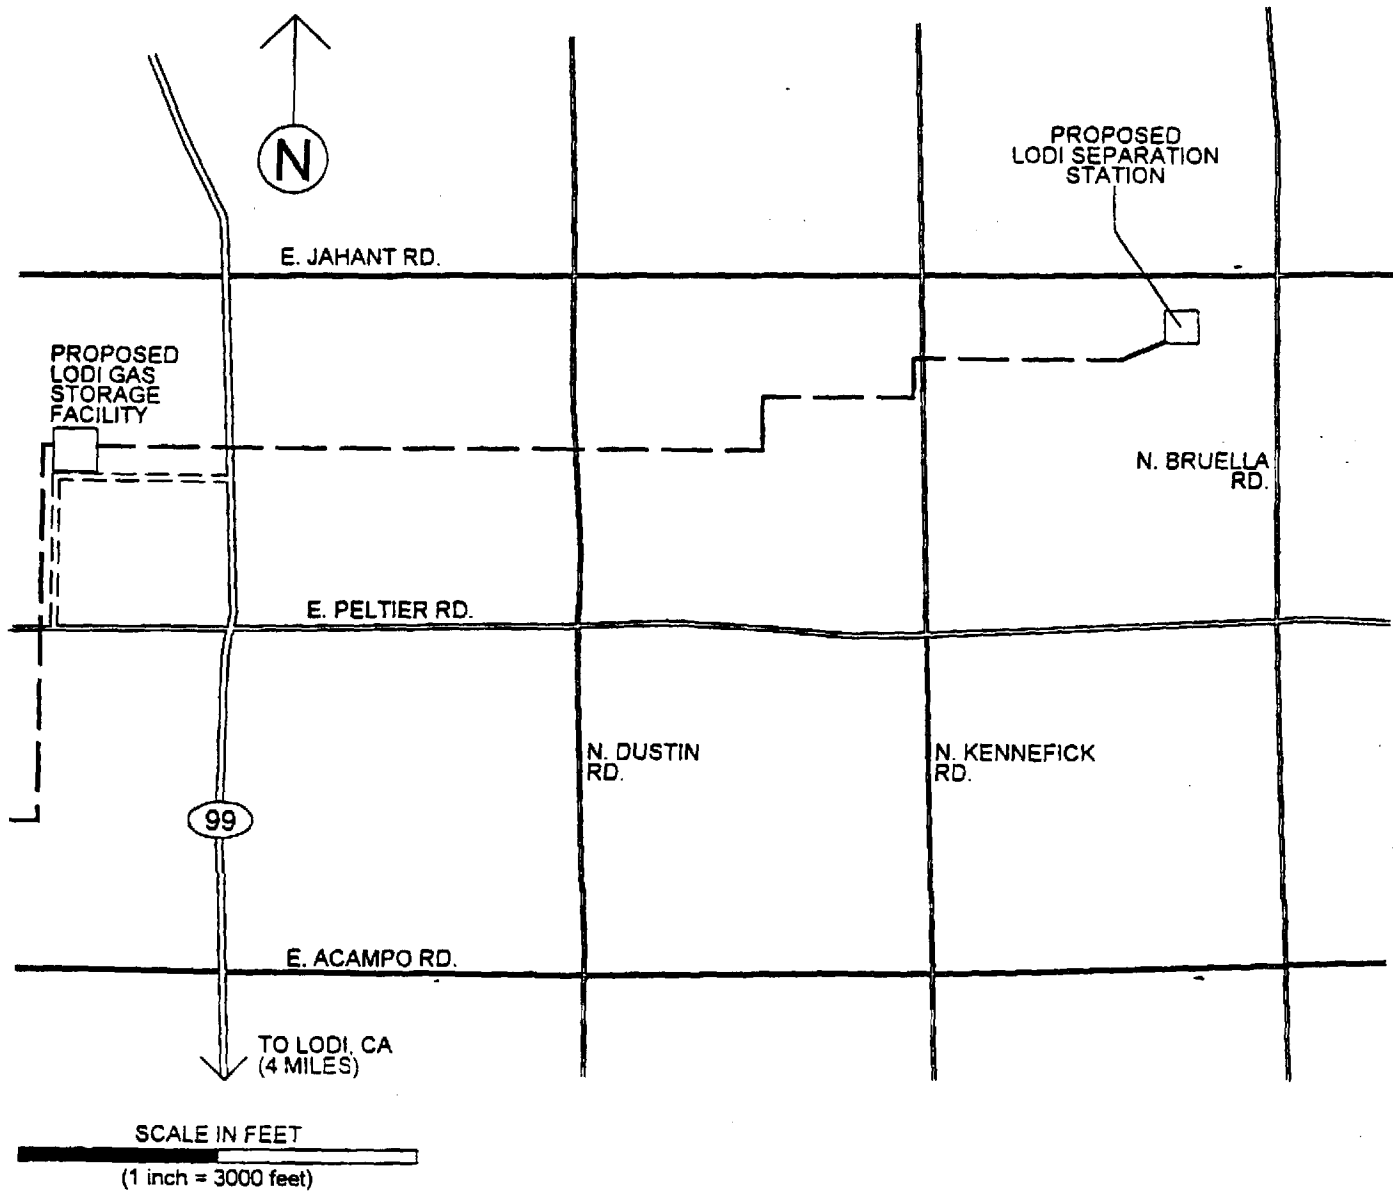 N
PROPOSED
LODI SEPARATION
STATION
E. JAHANT RD.
PROPOSED
LODI GAS
STORAGE
FACILITY
N. BRUELLA
RD.
E. PELTIER RD.
N. DUSTIN
RD.
N. KENNEFICK
RD.
99
E. ACAMPO RD.
TO LODI, CA
(4 MILES)
SCALE IN FEET
(1 inch = 3000 feet)